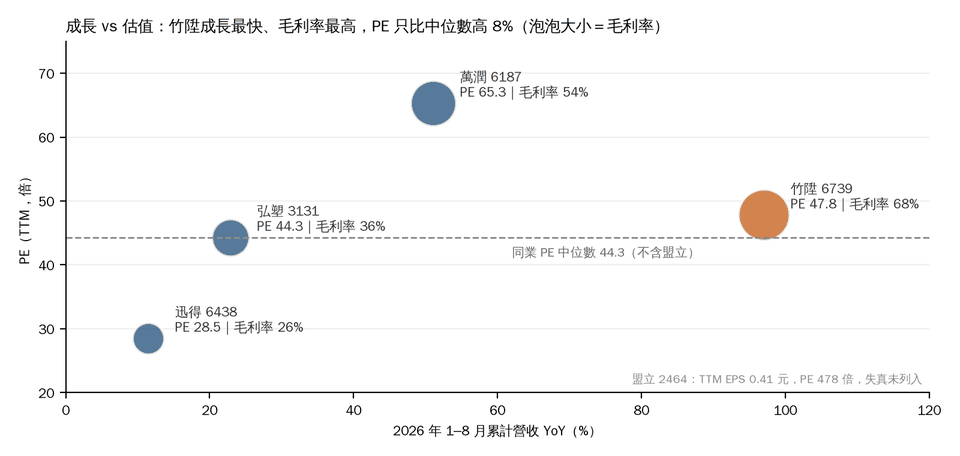 成長 vs 估值：竹陞成長最快、毛利率最高，PE 只比中位數高 8%（泡泡大小＝毛利率）
PE（TTM，倍）
70
60
50
40
30
20
萬潤 6187
PE 65.3｜毛利率 54%
竹陞 6739
PE 47.8｜毛利率 68%
弘塑 3131
PE 44.3｜毛利率 36%
同業 PE 中位數 44.3（不含盟立）
迅得 6438
PE 28.5｜毛利率 26%
盟立 2464：TTM EPS 0.41 元，PE 478 倍，失真未列入
0
20
40
60
80
100
120
2026 年 1–8 月累計營收 YoY（%）